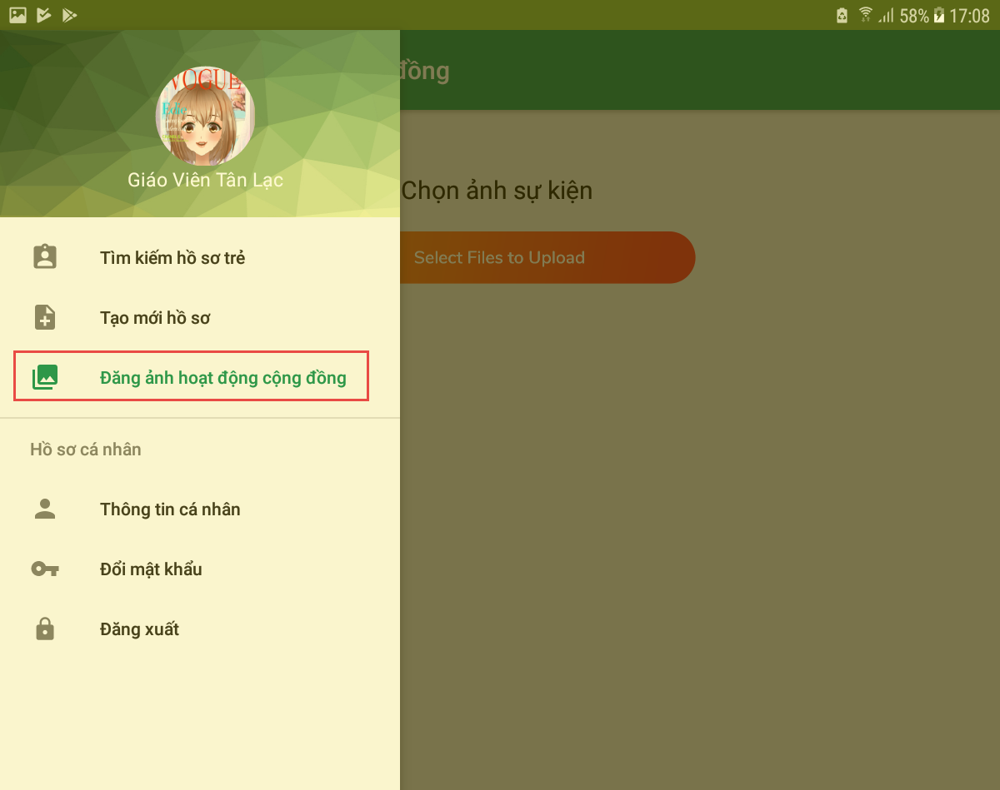 58% 17:08
đồng
VOGUE
Edie
Giáo Viên Tân Lạc
Chọn ảnh sự kiện
Select Files to Upload
Tìm kiếm hồ sơ trẻ
Tạo mới hồ sơ
Đăng ảnh hoạt động cộng đồng
Hồ sơ cá nhân
Thông tin cá nhân
Đổi mật khẩu
Đăng xuất